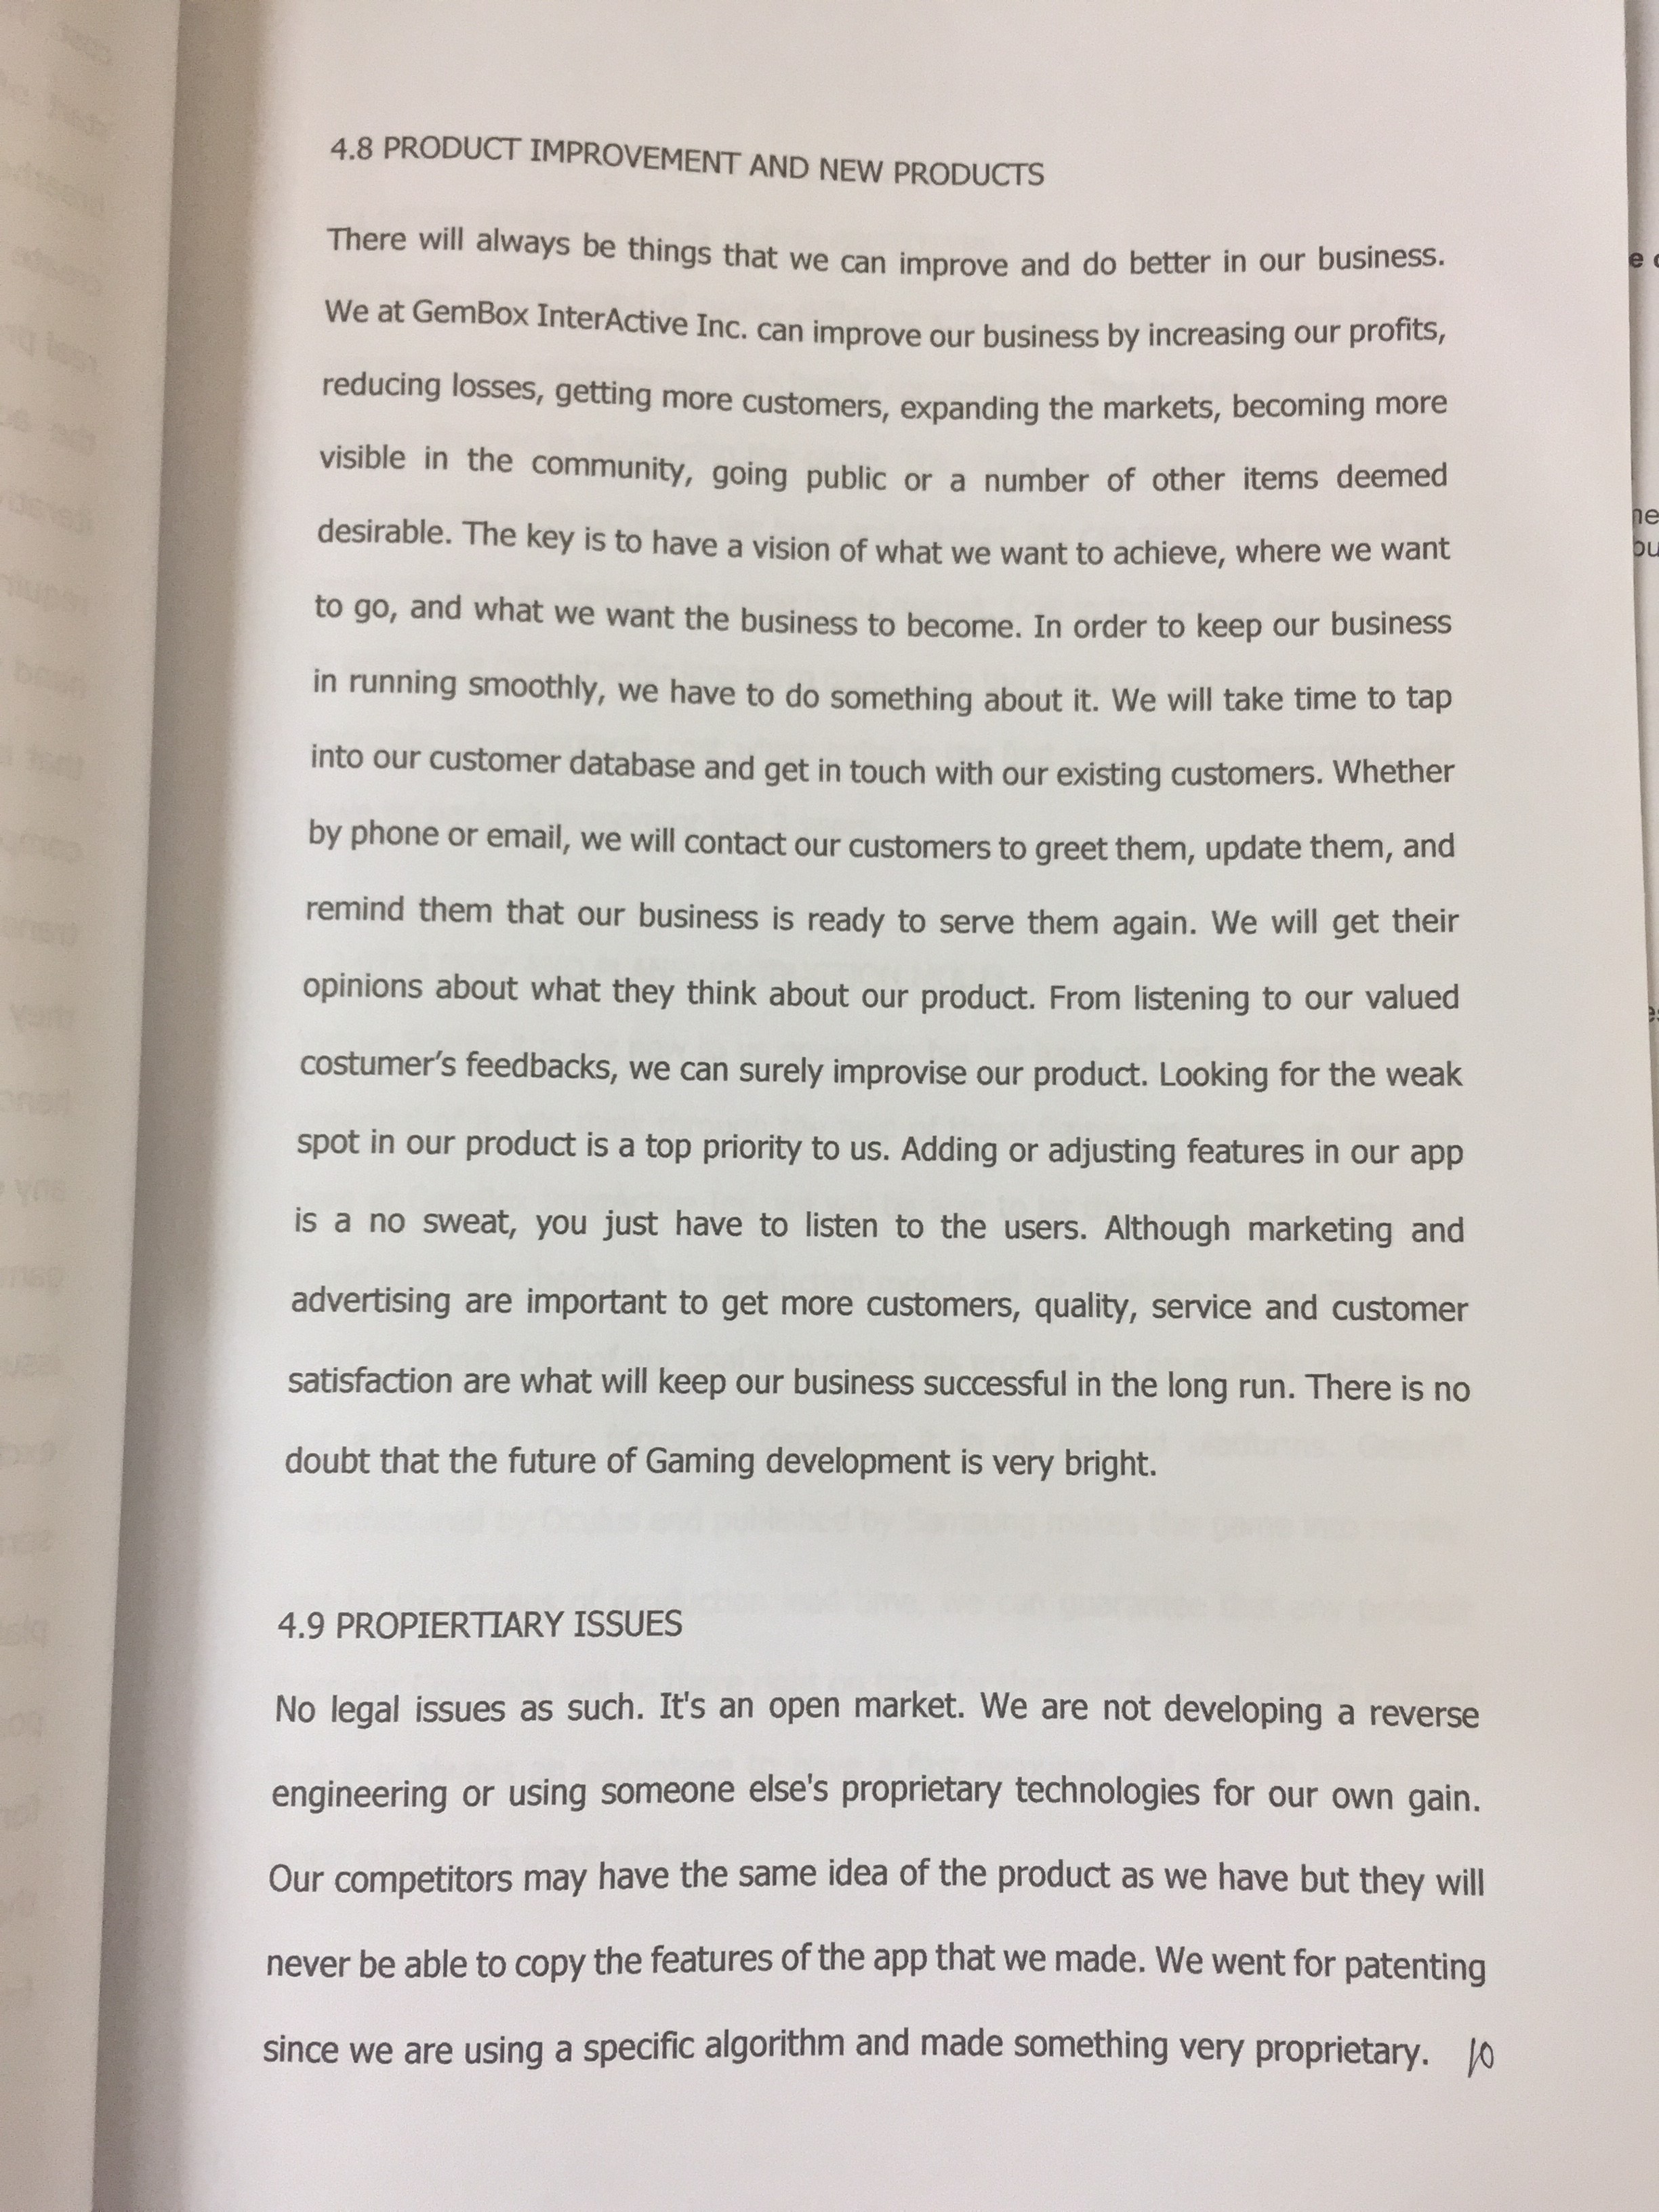 4.8 PRODUCT IMPROVEMENT AND NEW PRODUCTS
There will always be things that we can improve and do better in our business.
We at GemBox InterActive Inc. can improve our business by increasing our profits,
reducing losses, getting more customers, expanding the markets, becoming more
visible in the community, going public or a number of other items deemed
desirable. The key is to have a vision of what we want to achieve, where we want
to go, and what we want the business to become. In order to keep our business
in running smoothly, we have to do something about it. We will take time to tap
into our customer database and get in touch with our existing customers. Whether
by phone or email, we will contact our customers to greet them, update them, and
remind them that our business is ready to serve them again. We will get their
opinions about what they think about our product. From listening to our valued
costumer's feedbacks, we can surely improvise our product. Looking for the weak
spot in our product is a top priority to us. Adding or adjusting features in our app
is a no sweat, you just have to listen to the users. Although marketing and
advertising are important to get more customers, quality, service and customer
satisfaction are what will keep our business successful in the long run. There is no
doubt that the future of Gaming development is very bright.
4.9 PROPIERTIARY ISSUES
No legal issues as such. It's an open market. We are not developing a reverse
engineering or using someone else's proprietary technologies for our own gain.
Our competitors may have the same idea of the product as we have but they will
never be able to copy the features of the app that we made. We went for patenting
since we are using a specific algorithm and made something very proprietary. 10